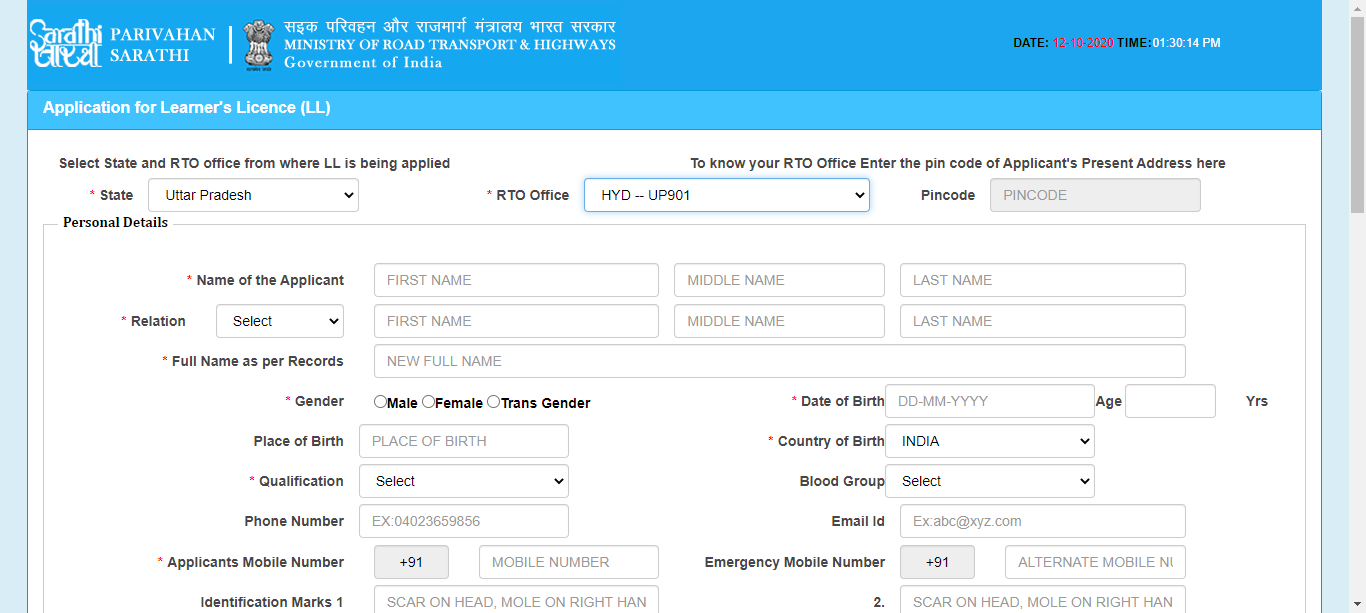 Sarathi
सारथी
PARIVAHAN
SARATHI
सड़क परिवहन और राजमार्ग मंत्रालय भारत सरकार
MINISTRY OF ROAD TRANSPORT & HIGHWAYS
Government of India
DATE: 12-10-2020 TIME:01:30:14 PM
Application for Learner's Licence (LL)
Select State and RTO office from where LL is being applied
To know your RTO Office Enter the pin code of Applicant's Present Address here
* State Uttar Pradesh * RTO Office HYD -- UP901 Pincode PINCODE
Personal Details
* Name of the Applicant FIRST NAME MIDDLE NAME LAST NAME
* Relation Select FIRST NAME MIDDLE NAME LAST NAME
* Full Name as per Records NEW FULL NAME
* Gender Male Female Trans Gender * Date of Birth DD-MM-YYYY Age Yrs
Place of Birth PLACE OF BIRTH * Country of Birth INDIA
* Qualification Select Blood Group Select
Phone Number EX:04023659856 Email Id Ex:abc@xyz.com
* Applicants Mobile Number +91 MOBILE NUMBER Emergency Mobile Number +91 ALTERNATE MOBILE NU
Identification Marks 1 SCAR ON HEAD, MOLE ON RIGHT HAN 2. SCAR ON HEAD, MOLE ON RIGHT HAN